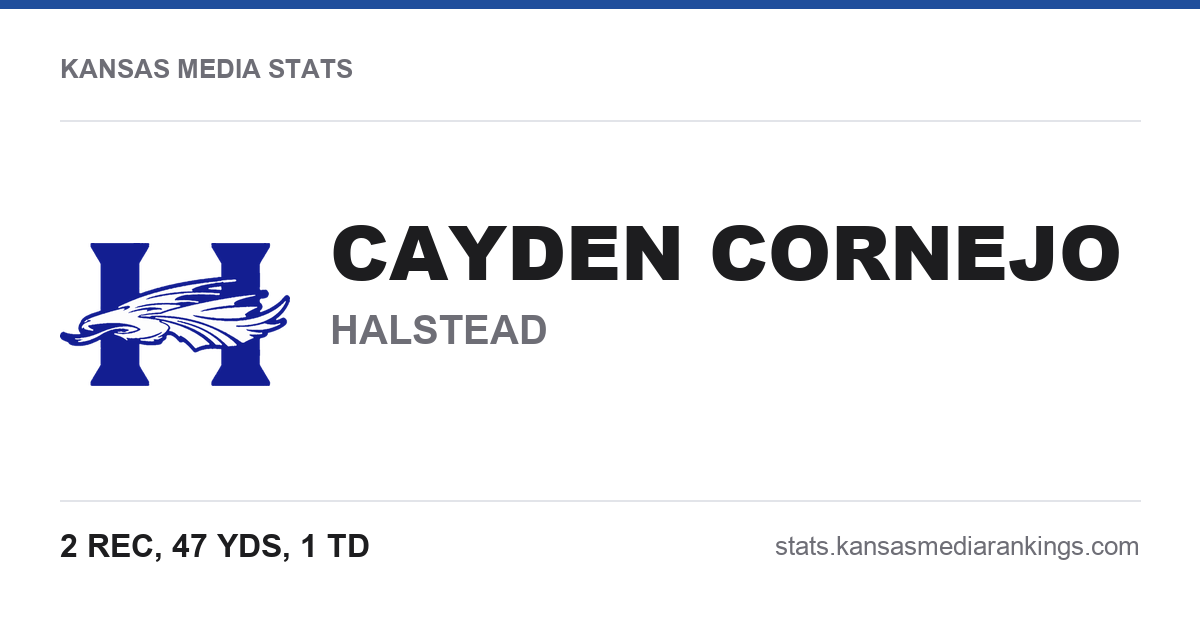 KANSAS MEDIA STATS
H
CAYDEN CORNEJO
HALSTEAD
2 REC, 47 YDS, 1 TD
stats.kansasmediarankings.com